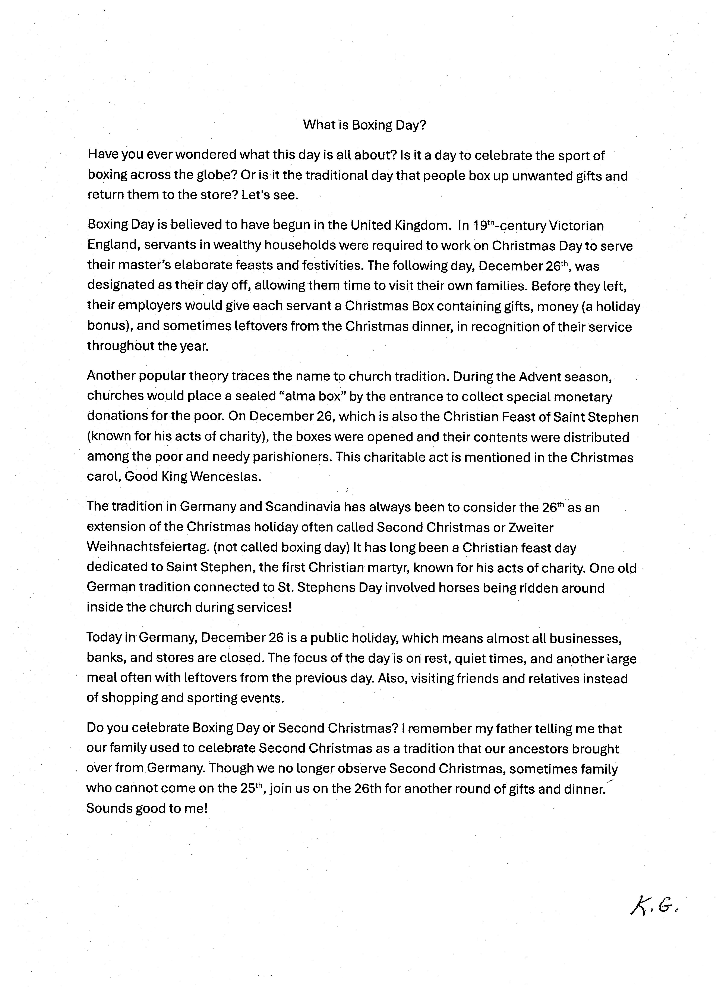 What is Boxing Day?
Have you ever wondered what this day is all about? Is it a day to celebrate the sport of
boxing across the globe? Or is it the traditional day that people box up unwanted gifts and
return them to the store? Let's see.
Boxing Day is believed to have begun in the United Kingdom. In 19th-century Victorian
England, servants in wealthy households were required to work on Christmas Day to serve
their master’s elaborate feasts and festivities. The following day, December 26th, was
designated as their day off, allowing them time to visit their own families. Before they left,
their employers would give each servant a Christmas Box containing gifts, money (a holiday
bonus), and sometimes leftovers from the Christmas dinner, in recognition of their service
throughout the year.
Another popular theory traces the name to church tradition. During the Advent season,
churches would place a sealed “alma box” by the entrance to collect special monetary
donations for the poor. On December 26, which is also the Christian Feast of Saint Stephen
(known for his acts of charity), the boxes were opened and their contents were distributed
among the poor and needy parishioners. This charitable act is mentioned in the Christmas
carol, Good King Wenceslas.
The tradition in Germany and Scandinavia has always been to consider the 26th as an
extension of the Christmas holiday often called Second Christmas or Zweiter
Weihnachtsfeiertag. (not called boxing day) It has long been a Christian feast day
dedicated to Saint Stephen, the first Christian martyr, known for his acts of charity. One old
German tradition connected to St. Stephens Day involved horses being ridden around
inside the church during services!
Today in Germany, December 26 is a public holiday, which means almost all businesses,
banks, and stores are closed. The focus of the day is on rest, quiet times, and another large
meal often with leftovers from the previous day. Also, visiting friends and relatives instead
of shopping and sporting events.
Do you celebrate Boxing Day or Second Christmas? I remember my father telling me that
our family used to celebrate Second Christmas as a tradition that our ancestors brought
over from Germany. Though we no longer observe Second Christmas, sometimes family
who cannot come on the 25th, join us on the 26th for another round of gifts and dinner.
Sounds good to me!
K.G.